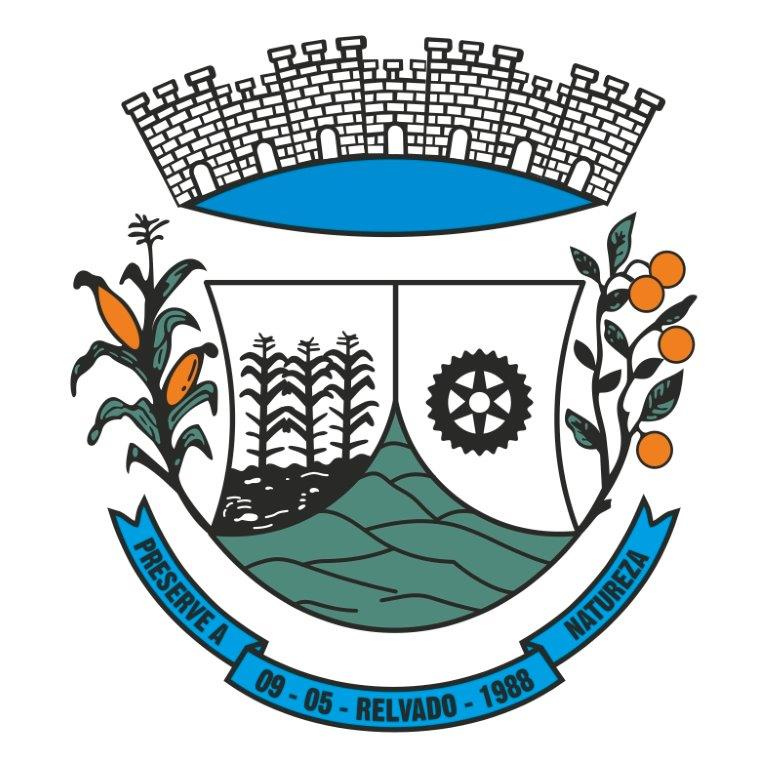 PRESERVE A
09 - 05 - RELVADO - 1988
NATUREZA